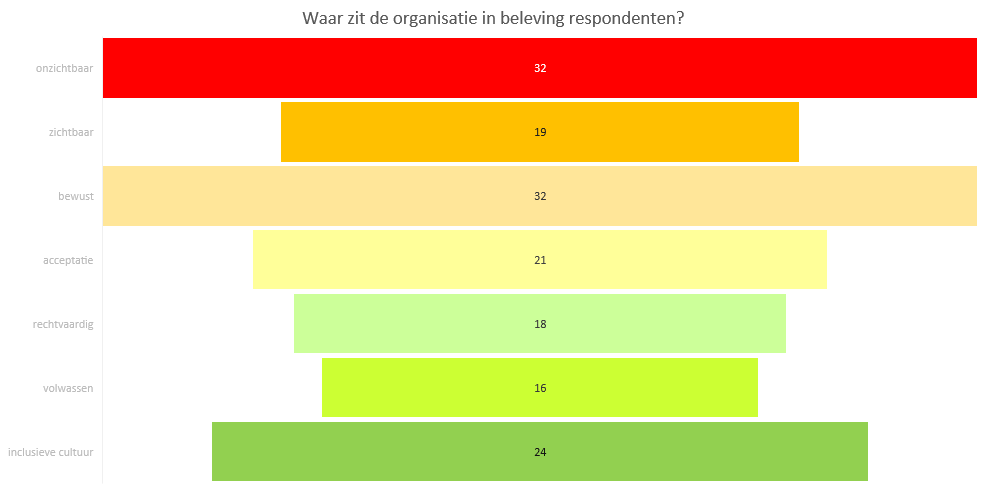 Waar zit de organisatie in beleving respondenten?
onzichtbaar 32
zichtbaar 19
bewust 32
acceptatie 21
rechtvaardig 18
volwassen 16
inclusieve cultuur 24